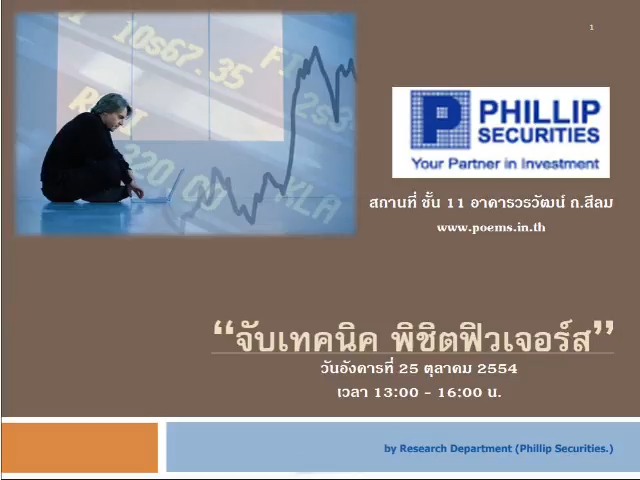 1
10s67.35
PHILLIP
SECURITIES
Your Partner in Investment
สถานที่ ชั้น 11 อาคารวรวัฒน์ ถ.สีลม
www.poems.in.th
“จับเทคนิค พิชิตฟิวเจอร์ส”
วันอังคารที่ 25 ตุลาคม 2554
เวลา 13:00 - 16:00 น.
by Research Department (Phillip Securities.)